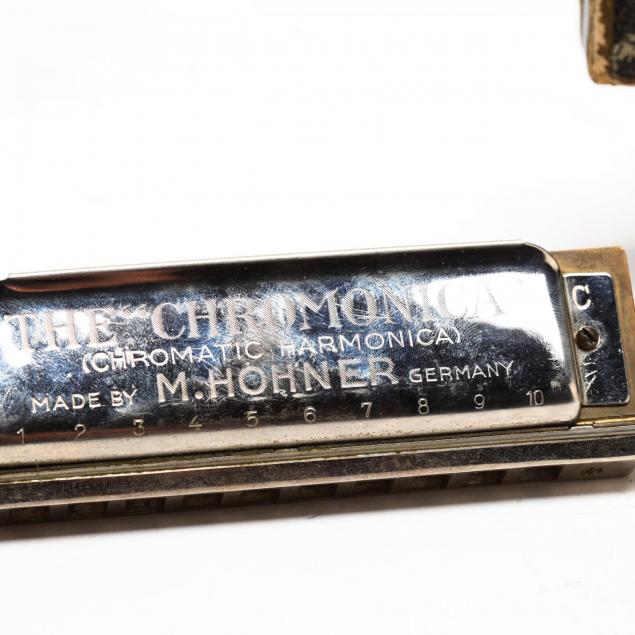 THE "CHROMONICA"
(CHROMATIC HARMONICA)
MADE BY M. HOHNER GERMANY
1 2 3 4 5 6 7 8 9 10
C